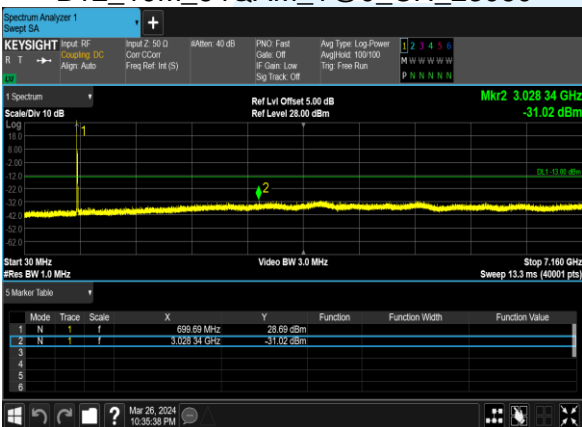 Spectrum Analyzer 1
Swept SA
KEYSIGHT
R T
Input: RF
Coupling: DC
Align: Auto
Input Z: 50 Ω
Corr CCorr
Freq Ref: Int (S)
#Atten: 40 dB
PNO: Fast
Gate: Off
IF Gain: Low
Sig Track: Off
Avg Type: Log-Power
Avg|Hold: 100/100
Trig: Free Run
1 2 3 4 5 6
M W W W W W
P N N N N N
1 Spectrum
Scale/Div 10 dB
Ref Lvl Offset 5.00 dB
Ref Level 28.00 dBm
Mkr2 3.028 34 GHz
-31.02 dBm
Log
18.0
8.00
-2.00
-12.0
-22.0
-32.0
-42.0
-52.0
-62.0
1
2
DL1 -13.00 dBm
Start 30 MHz
#Res BW 1.0 MHz
Video BW 3.0 MHz
Stop 7.160 GHz
Sweep 13.3 ms (40001 pts)
5 Marker Table
Mode Trace Scale X Y Function Function Width Function Value
1 N 1 f 699.69 MHz 28.69 dBm
2 N 1 f 3.028 34 GHz -31.02 dBm
3
4
5
6
?
Mar 26, 2024
10:35:38 PM